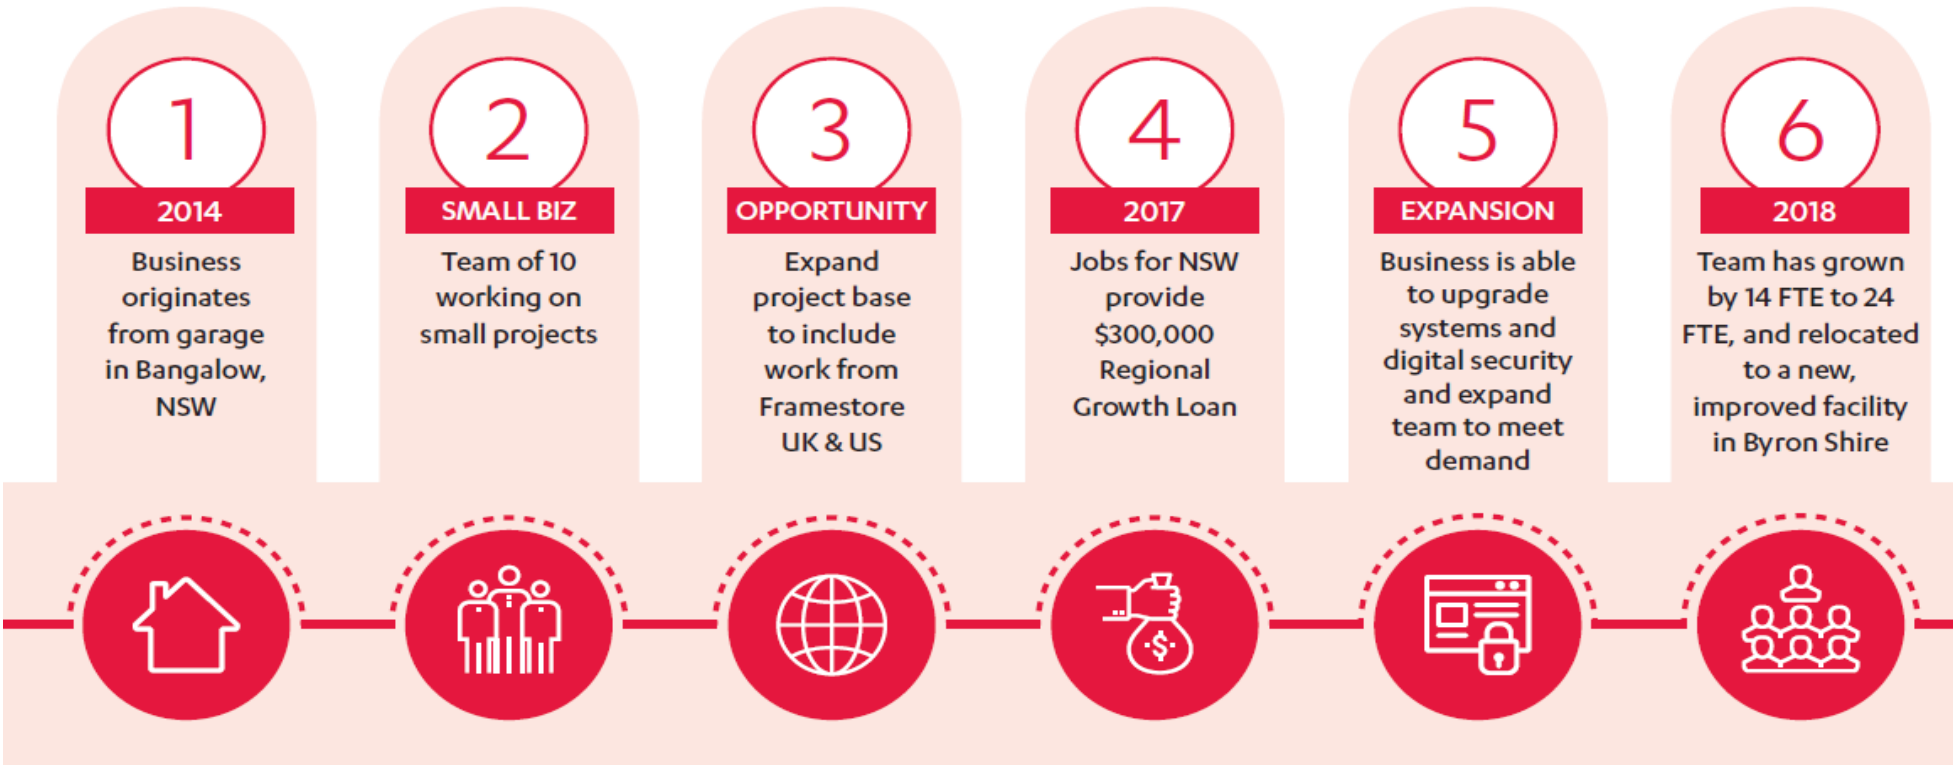 1
2014
Business
originates
from garage
in Bangalow,
NSW
2
SMALL BIZ
Team of 10
working on
small projects
3
OPPORTUNITY
Expand
project base
to include
work from
Framestore
UK & US
4
2017
Jobs for NSW
provide
$300,000
Regional
Growth Loan
5
EXPANSION
Business is able
to upgrade
systems and
digital security
and expand
team to meet
demand
6
2018
Team has grown
by 14 FTE to 24
FTE, and relocated
to a new,
improved facility
in Byron Shire
$